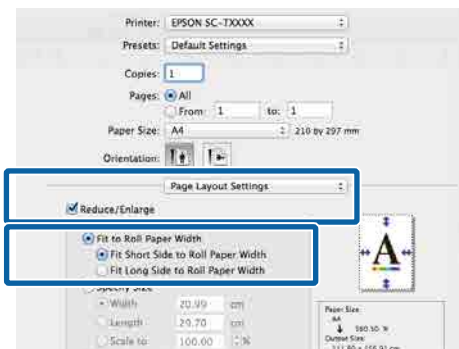 Printer: EPSON SC-TXXXX
Presets: Default Settings
Copies: 1
Pages: All
From: 1 to: 1
Paper Size: A4 210 by 297 mm
Orientation:
Page Layout Settings
Reduce/Enlarge
Fit to Roll Paper Width
Fit Short Side to Roll Paper Width
Fit Long Side to Roll Paper Width
Specify Size
Width 20.99 cm
Length 29.70 cm
Scale to 100.00 %
A
Paper Size:
A4
Output Size: